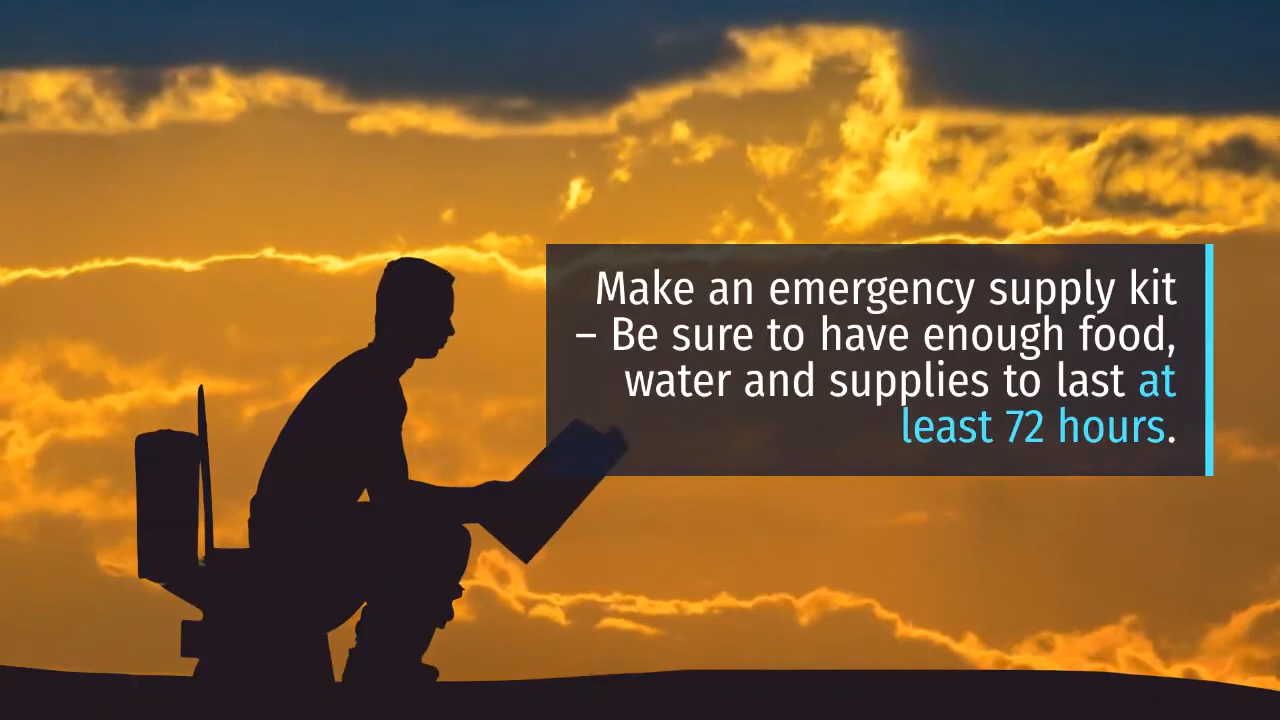 Make an emergency supply kit
– Be sure to have enough food,
water and supplies to last at
least 72 hours.